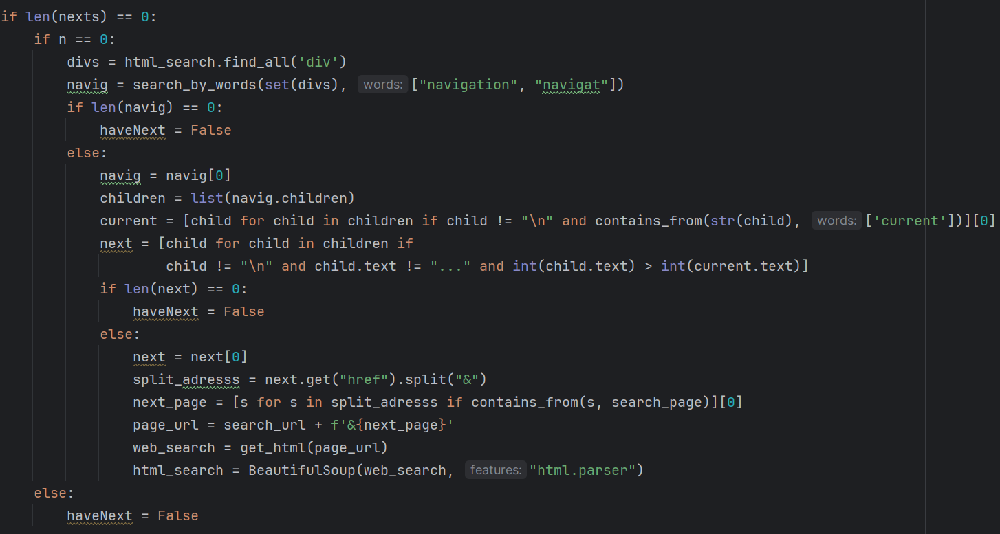 if len(nexts) == 0:
    if n == 0:
        divs = html_search.find_all('div')
        navig = search_by_words(set(divs), words: ["navigation", "navigat"])
        if len(navig) == 0:
            haveNext = False
        else:
            navig = navig[0]
            children = list(navig.children)
            current = [child for child in children if child != "\n" and contains_from(str(child), words: ['current'])][0]
            next = [child for child in children if
                    child != "\n" and child.text != "..." and int(child.text) > int(current.text)]
            if len(next) == 0:
                haveNext = False
            else:
                next = next[0]
                split_adresss = next.get("href").split("&")
                next_page = [s for s in split_adresss if contains_from(s, search_page)][0]
                page_url = search_url + f'&{next_page}'
                web_search = get_html(page_url)
                html_search = BeautifulSoup(web_search, features: "html.parser")
    else:
        haveNext = False